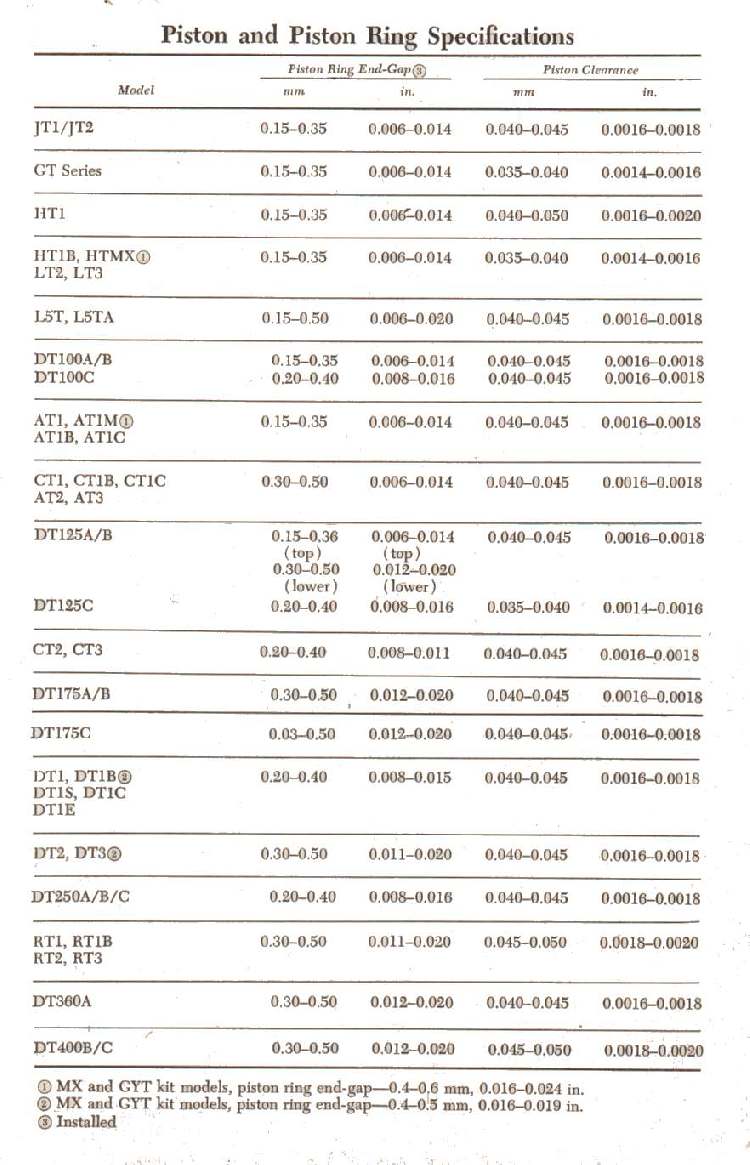 Piston and Piston Ring Specifications
Piston Ring End-Gap③ Piston Clearance
Model mm in. mm in.
JT1/JT2 0.15–0.35 0.006–0.014 0.040–0.045 0.0016–0.0018
GT Series 0.15–0.35 0.006–0.014 0.035–0.040 0.0014–0.0016
HT1 0.15–0.35 0.006–0.014 0.040–0.050 0.0016–0.0020
HT1B, HTMX① 0.15–0.35 0.006–0.014 0.035–0.040 0.0014–0.0016
LT2, LT3
L5T, L5TA 0.15–0.50 0.006–0.020 0.040–0.045 0.0016–0.0018
DT100A/B 0.15–0.35 0.006–0.014 0.040–0.045 0.0016–0.0018
DT100C 0.20–0.40 0.008–0.016 0.040–0.045 0.0016–0.0018
AT1, AT1M① 0.15–0.35 0.006–0.014 0.040–0.045 0.0016–0.0018
AT1B, AT1C
CT1, CT1B, CT1C 0.30–0.50 0.006–0.014 0.040–0.045 0.0016–0.0018
AT2, AT3
DT125A/B 0.15–0.36 0.006–0.014 0.040–0.045 0.0016–0.0018
(top) (top)
0.30–0.50 0.012–0.020
(lower) (lower)
DT125C 0.20–0.40 0.008–0.016 0.035–0.040 0.0014–0.0016
CT2, CT3 0.20–0.40 0.008–0.011 0.040–0.045 0.0016–0.0018
DT175A/B 0.30–0.50 0.012–0.020 0.040–0.045 0.0016–0.0018
DT175C 0.03–0.50 0.012–0.020 0.040–0.045 0.0016–0.0018
DT1, DT1B② 0.20–0.40 0.008–0.015 0.040–0.045 0.0016–0.0018
DT1S, DT1C
DT1E
DT2, DT3② 0.30–0.50 0.011–0.020 0.040–0.045 0.0016–0.0018
DT250A/B/C 0.20–0.40 0.008–0.016 0.040–0.045 0.0016–0.0018
RT1, RT1B 0.30–0.50 0.011–0.020 0.045–0.050 0.0018–0.0020
RT2, RT3
DT360A 0.30–0.50 0.012–0.020 0.040–0.045 0.0016–0.0018
DT400B/C 0.30–0.50 0.012–0.020 0.045–0.050 0.0018–0.0020
① MX and GYT kit models, piston ring end-gap—0.4–0.6 mm, 0.016–0.024 in.
② MX and GYT kit models, piston ring end-gap—0.4–0.5 mm, 0.016–0.019 in.
③ Installed